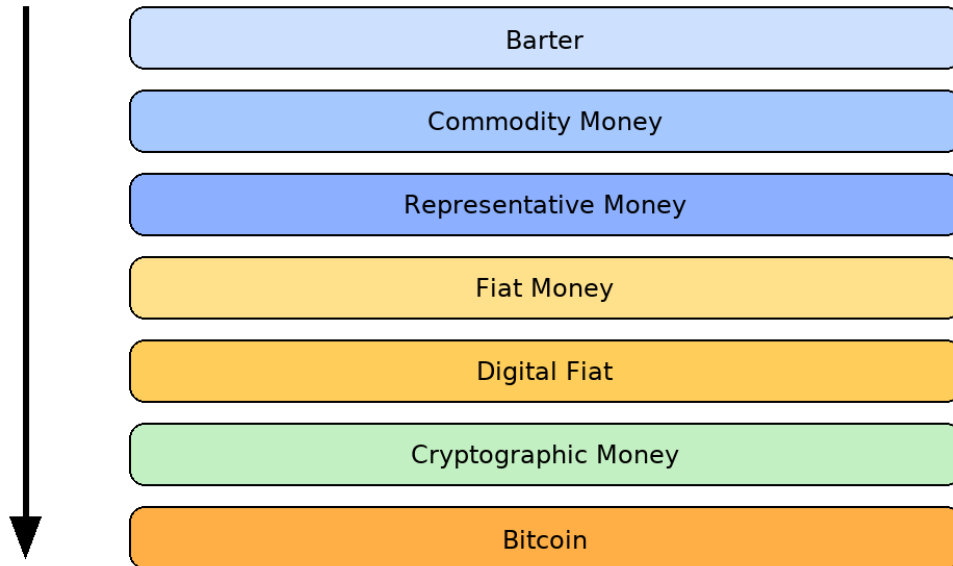 Barter
Commodity Money
Representative Money
Fiat Money
Digital Fiat
Cryptographic Money
Bitcoin